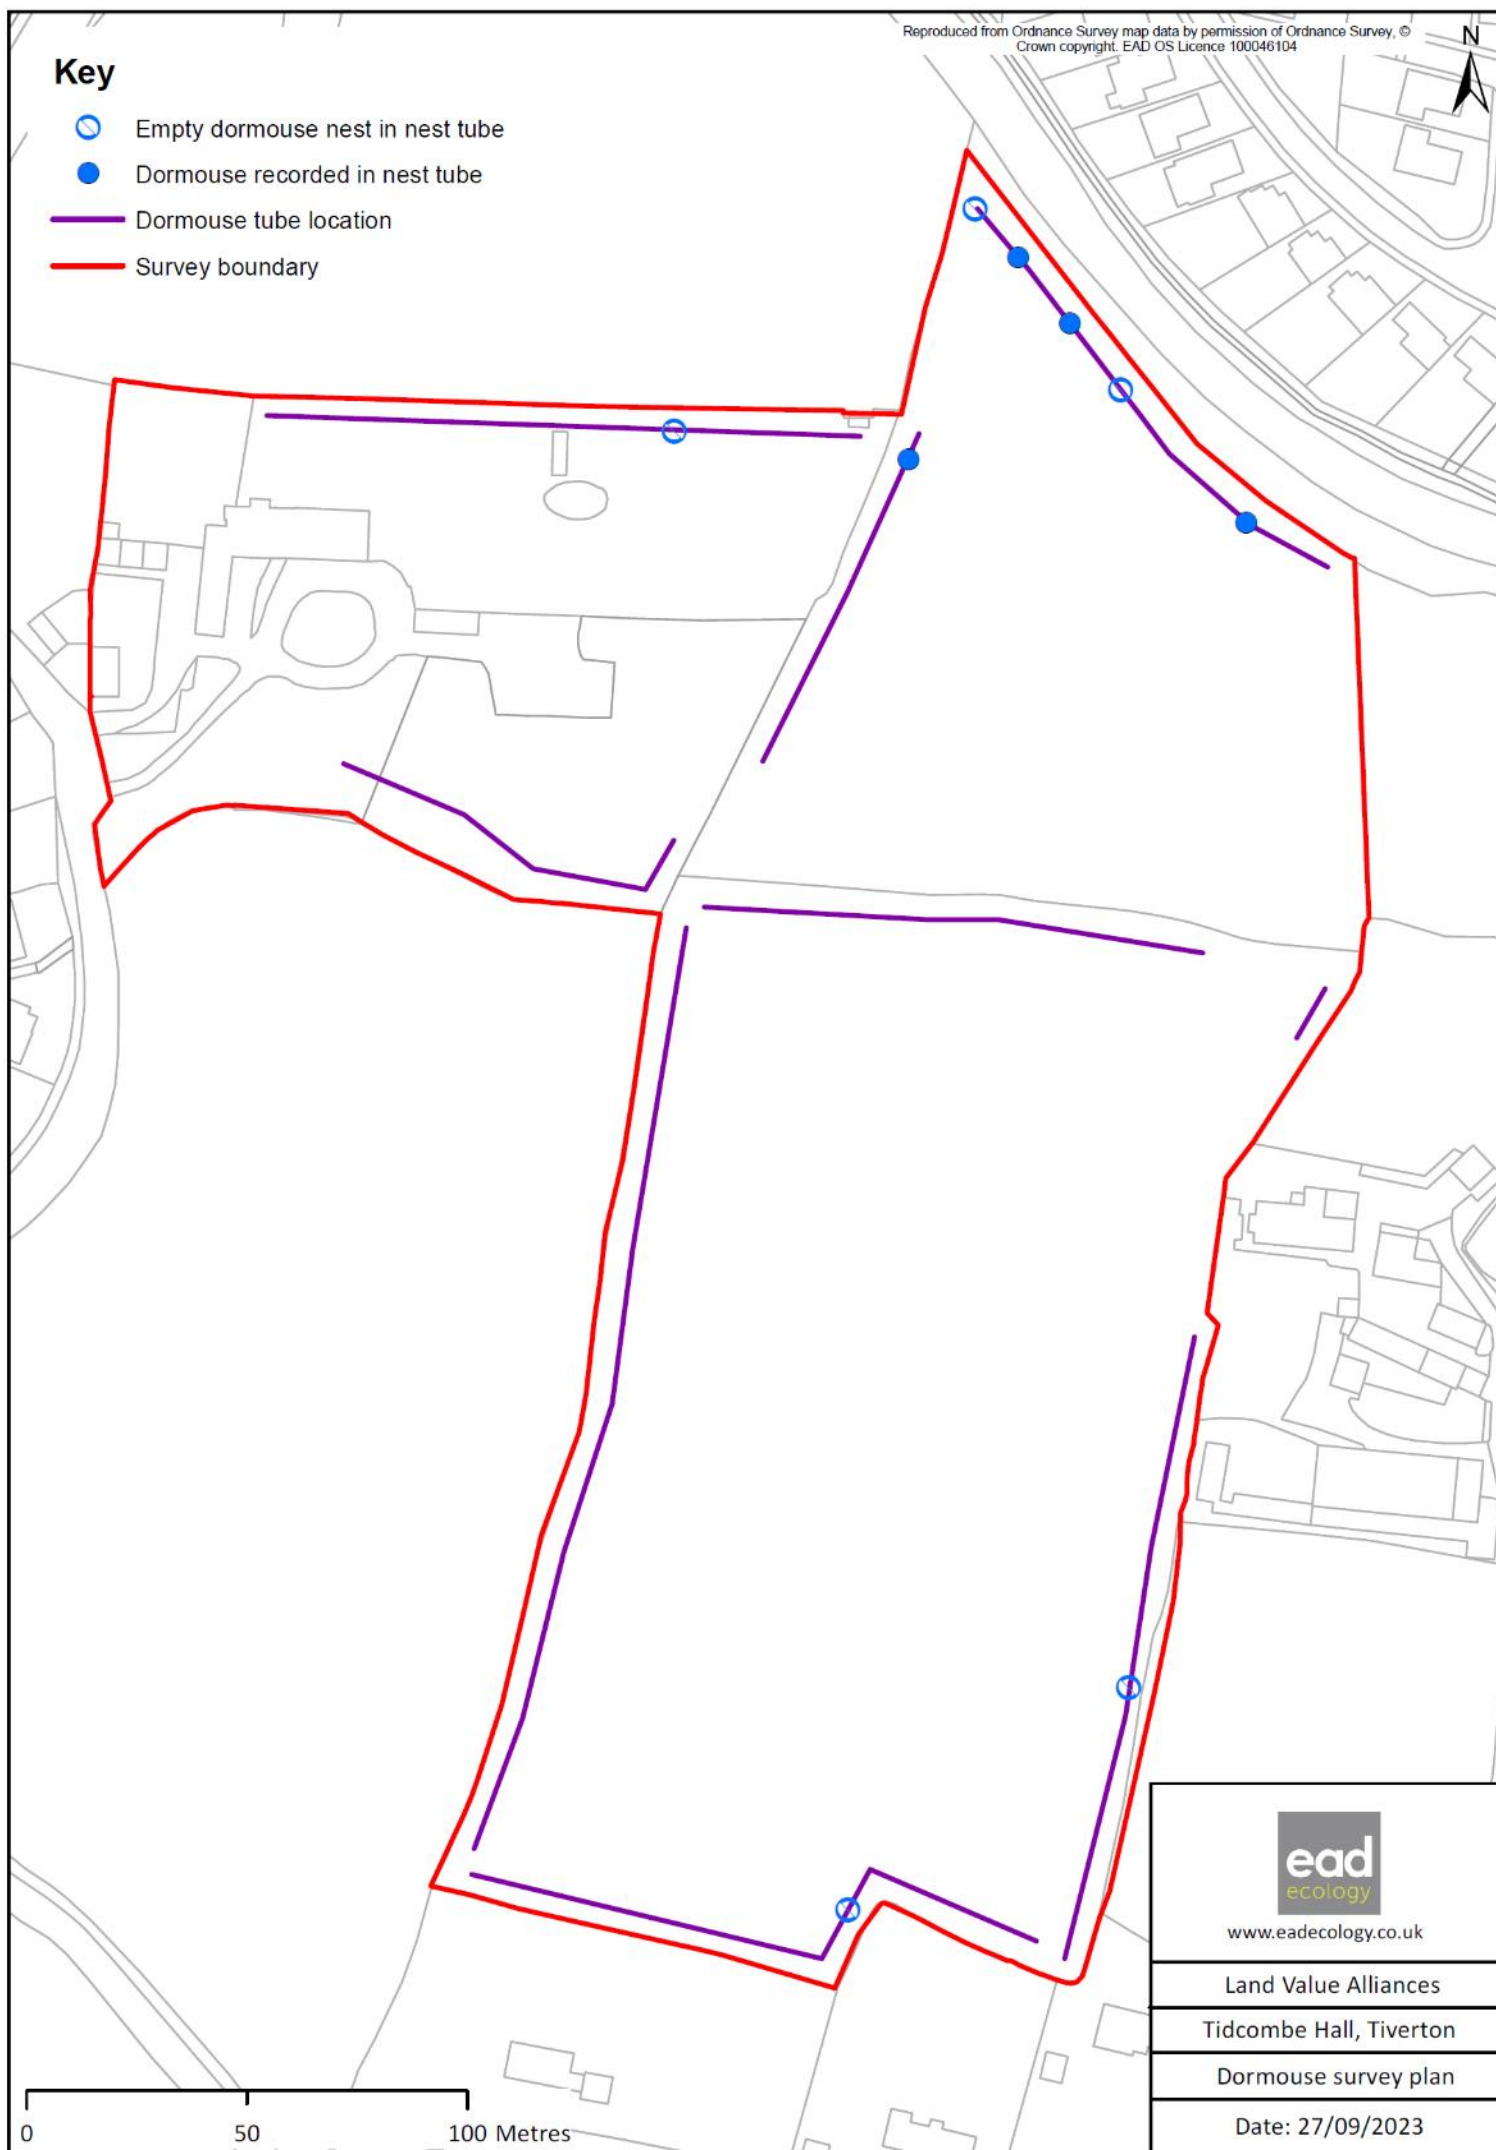 Reproduced from Ordnance Survey map data by permission of Ordnance Survey, ©
Crown copyright. EAD OS Licence 100046104
N
Key
Empty dormouse nest in nest tube
Dormouse recorded in nest tube
Dormouse tube location
Survey boundary
ead
ecology
www.eadecology.co.uk
Land Value Alliances
Tidcombe Hall, Tiverton
Dormouse survey plan
Date: 27/09/2023
0 50 100 Metres